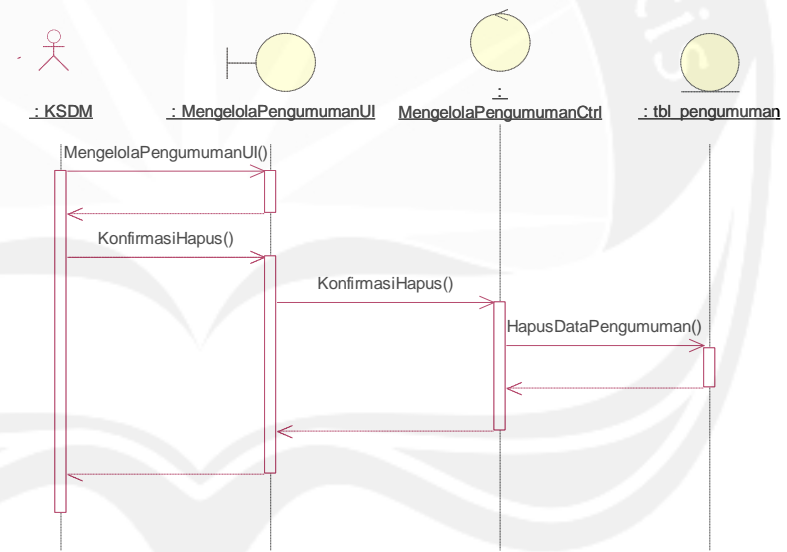 : KSDM
: MengelolaPengumumanUI
:
MengelolaPengumumanCtrl
: tbl_pengumuman
MengelolaPengumumanUI()
KonfirmasiHapus()
KonfirmasiHapus()
HapusDataPengumuman()